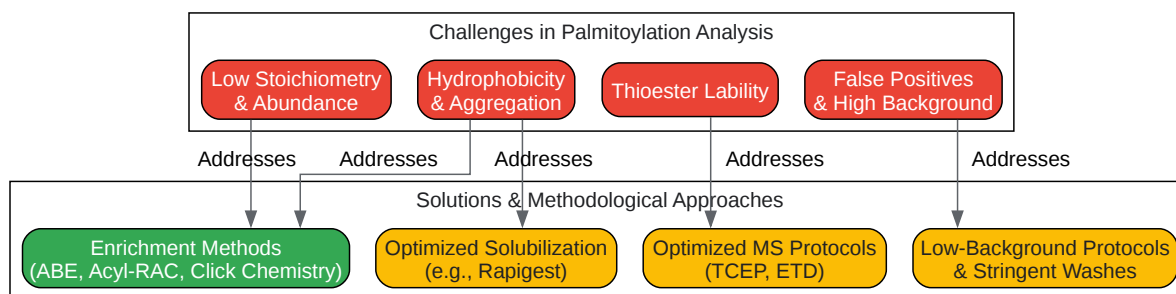 Challenges in Palmitoylation Analysis
Low Stoichiometry
& Abundance
Hydrophobicity
& Aggregation
Thioester Lability
False Positives
& High Background
Addresses
Addresses
Addresses
Addresses
Addresses
Solutions & Methodological Approaches
Enrichment Methods
(ABE, Acyl-RAC, Click Chemistry)
Optimized Solubilization
(e.g., Rapigest)
Optimized MS Protocols
(TCEP, ETD)
Low-Background Protocols
& Stringent Washes